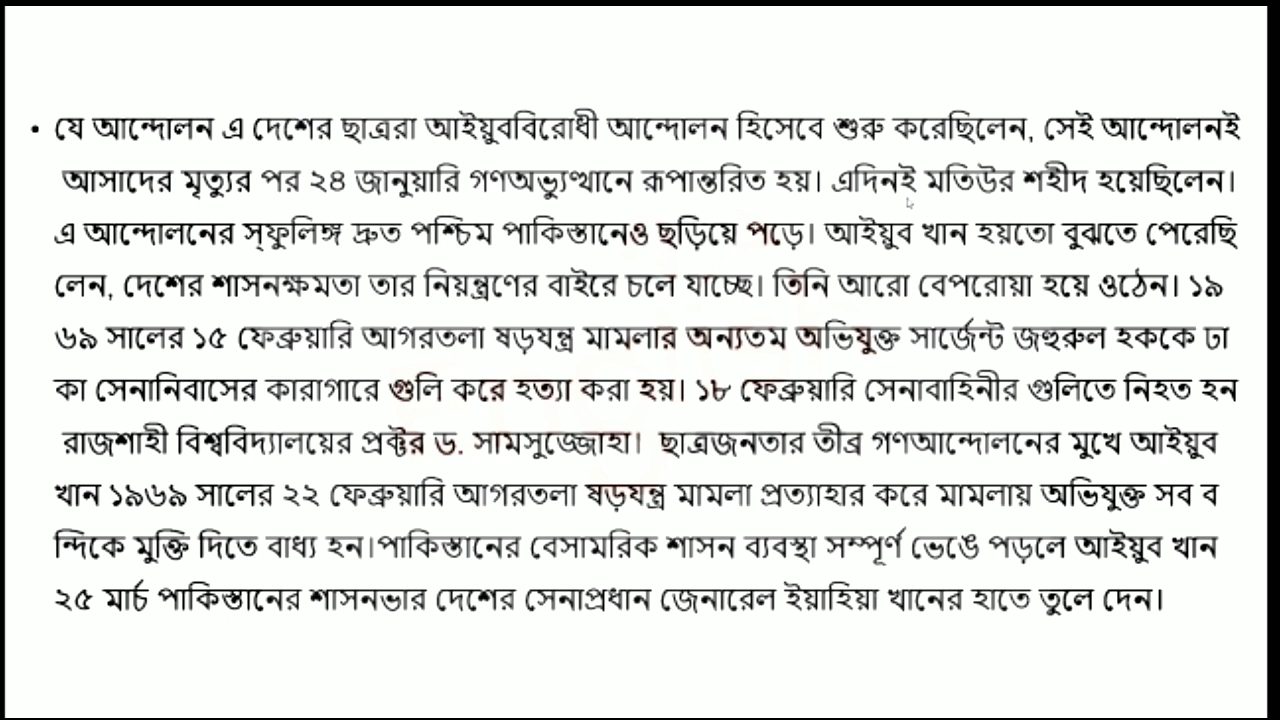 • যে আন্দোলন এ দেশের ছাত্ররা আইয়ুববিরোধী আন্দোলন হিসেবে শুরু করেছিলেন, সেই আন্দোলনই
আসাদের মৃত্যুর পর ২৪ জানুয়ারি গণঅভ্যুত্থানে রূপান্তরিত হয়। এদিনই মতিউর শহীদ হয়েছিলেন।
এ আন্দোলনের স্ফুলিঙ্গ দ্রুত পশ্চিম পাকিস্তানেও ছড়িয়ে পড়ে। আইয়ুব খান হয়তো বুঝতে পেরেছি
লেন, দেশের শাসনক্ষমতা তার নিয়ন্ত্রণের বাইরে চলে যাচ্ছে। তিনি আরো বেপরোয়া হয়ে ওঠেন। ১৯
৬৯ সালের ১৫ ফেব্রুয়ারি আগরতলা ষড়যন্ত্র মামলার অন্যতম অভিযুক্ত সার্জেন্ট জহুরুল হককে ঢা
কা সেনানিবাসের কারাগারে গুলি করে হত্যা করা হয়। ১৮ ফেব্রুয়ারি সেনাবাহিনীর গুলিতে নিহত হন
রাজশাহী বিশ্ববিদ্যালয়ের প্রক্টর ড. সামসুজ্জোহা। ছাত্রজনতার তীব্র গণআন্দোলনের মুখে আইয়ুব
খান ১৯৬৯ সালের ২২ ফেব্রুয়ারি আগরতলা ষড়যন্ত্র মামলা প্রত্যাহার করে মামলায় অভিযুক্ত সব ব
ন্দিকে মুক্তি দিতে বাধ্য হন।পাকিস্তানের বেসামরিক শাসন ব্যবস্থা সম্পূর্ণ ভেঙে পড়লে আইয়ুব খান
২৫ মার্চ পাকিস্তানের শাসনভার দেশের সেনাপ্রধান জেনারেল ইয়াহিয়া খানের হাতে তুলে দেন।